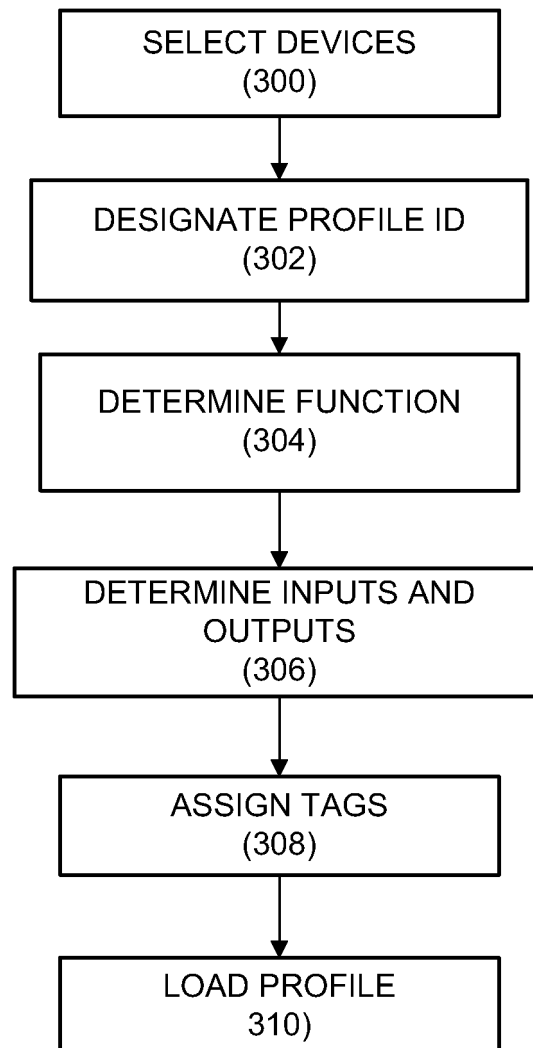 SELECT DEVICES
(300)
DESIGNATE PROFILE ID
(302)
DETERMINE FUNCTION
(304)
DETERMINE INPUTS AND
OUTPUTS
(306)
ASSIGN TAGS
(308)
LOAD PROFILE
310)